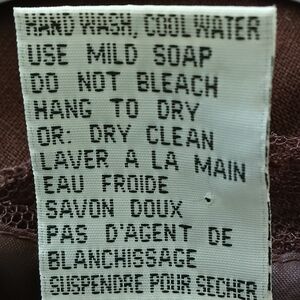 HAND WASH, COOL WATER
USE MILD SOAP
DO NOT BLEACH
HANG TO DRY
OR: DRY CLEAN
LAVER A LA MAIN
EAU FROIDE
SAVON DOUX
PAS D'AGENT DE
BLANCHISSAGE
SUSPENDRE POUR SECHER